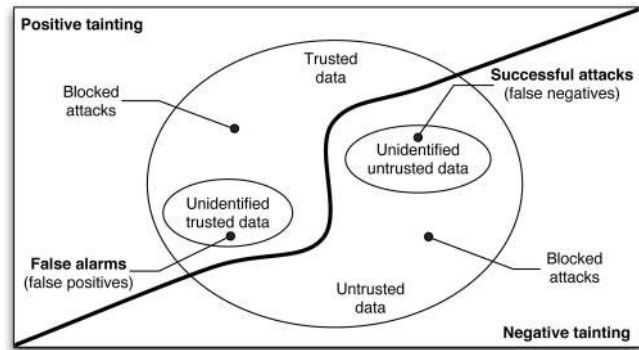 Positive tainting
Trusted
data
Blocked
attacks
Successful attacks
(false negatives)
Unidentified
untrusted data
Unidentified
trusted data
False alarms
(false positives)
Untrusted
data
Blocked
attacks
Negative tainting